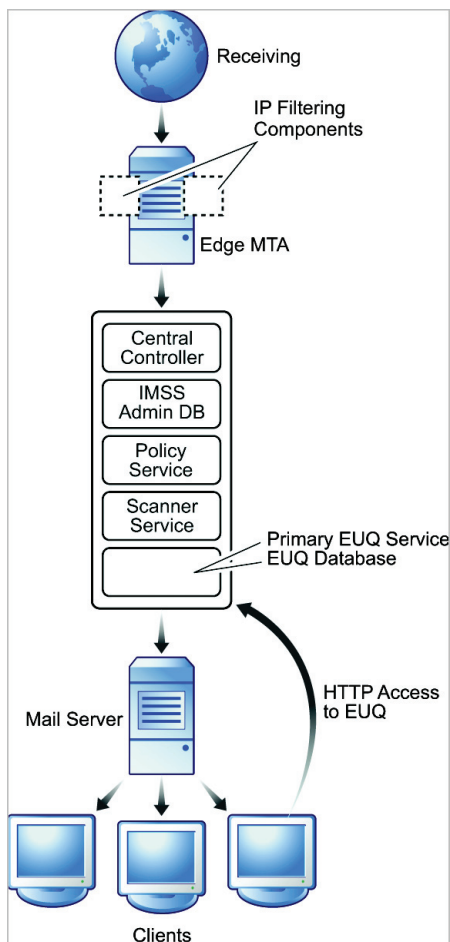 Receiving
IP Filtering
Components
Edge MTA
Central
Controller
IMSS
Admin DB
Policy
Service
Scanner
Service
Primary EUQ Service
EUQ Database
HTTP Access
to EUQ
Mail Server
Clients